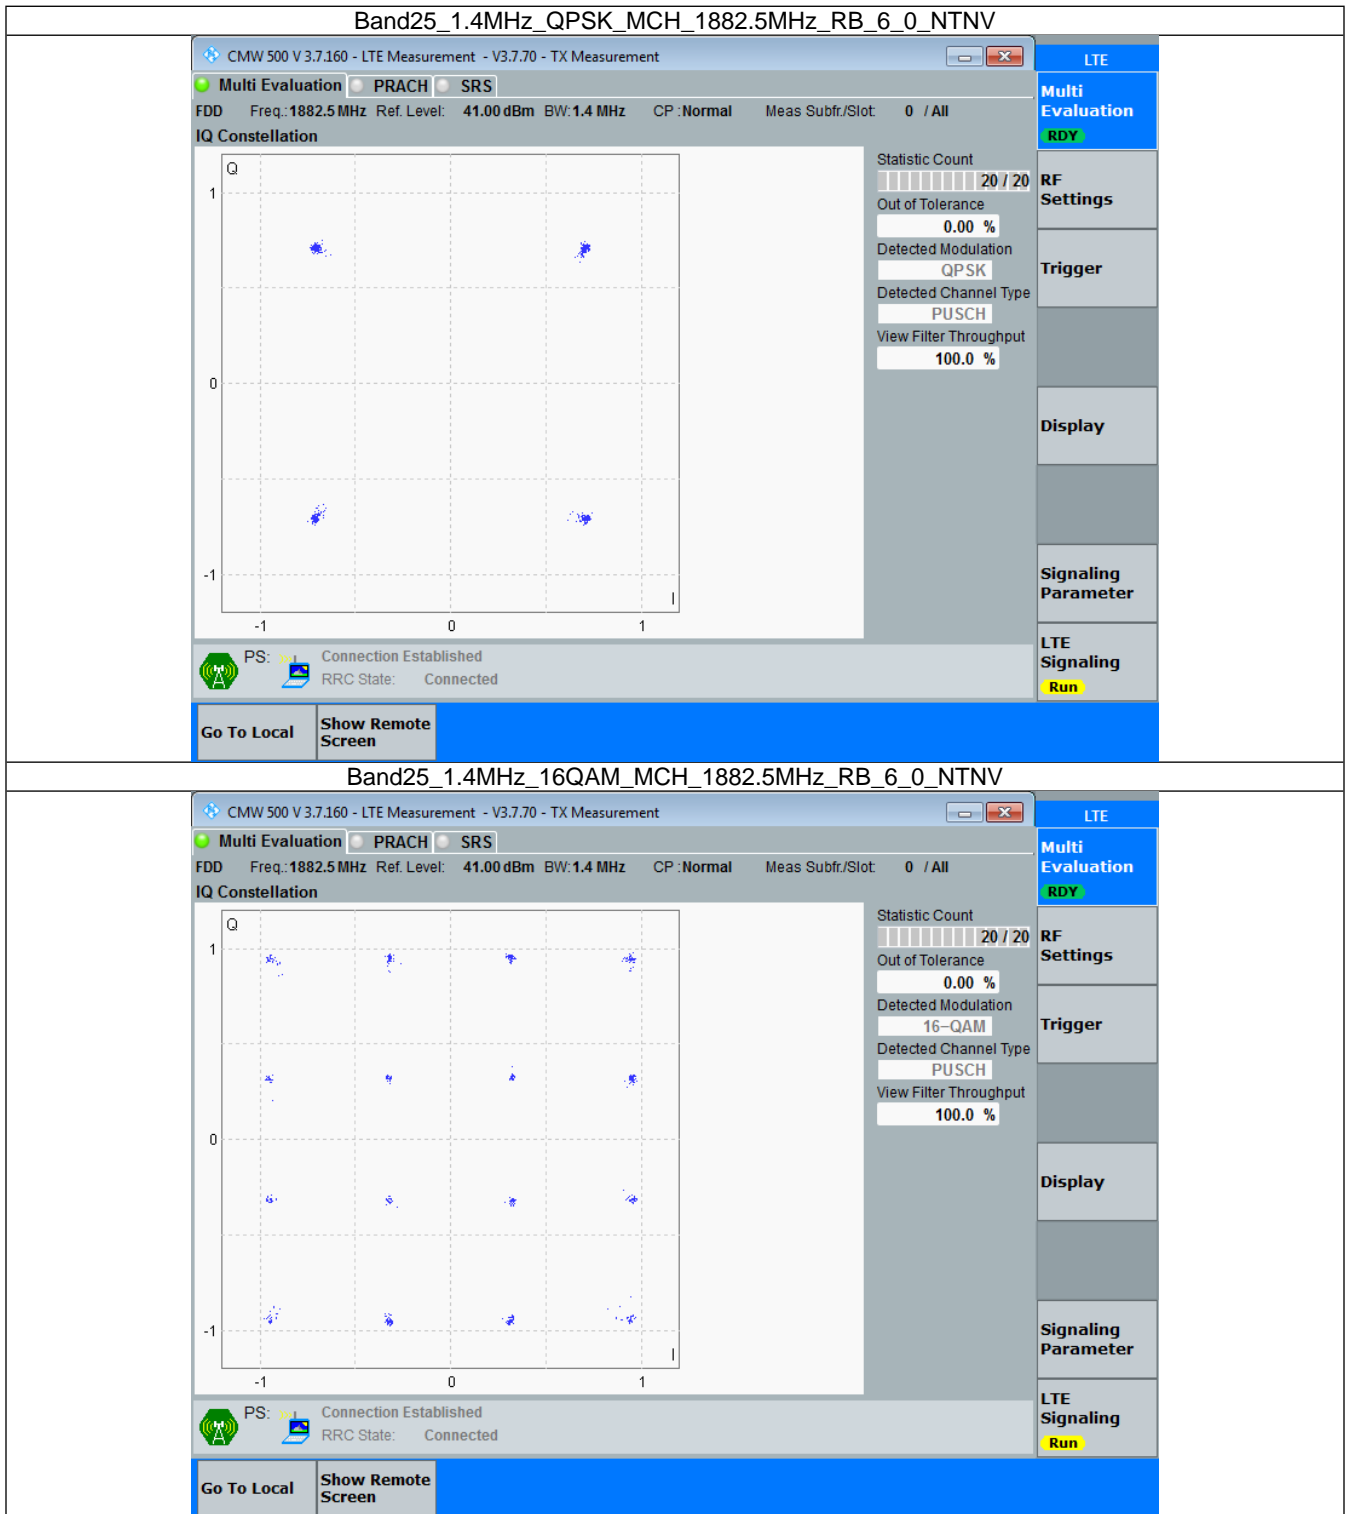 Band25_1.4MHz_QPSK_MCH_1882.5MHz_RB_6_0_NTNV
CMW 500 V 3.7.160 - LTE Measurement - V3.7.70 - TX Measurement
LTE
Multi Evaluation PRACH SRS
Multi
Evaluation
RDY
FDD Freq.: 1882.5 MHz Ref. Level: 41.00 dBm BW: 1.4 MHz CP : Normal Meas Subfr./Slot: 0 / All
IQ Constellation
Q
1
0
-1
-1 0 1
I
Statistic Count
20 / 20
Out of Tolerance
0.00 %
Detected Modulation
QPSK
Detected Channel Type
PUSCH
View Filter Throughput
100.0 %
RF
Settings
Trigger
Display
Signaling
Parameter
LTE
Signaling
Run
PS: Connection Established
RRC State: Connected
Go To Local
Show Remote
Screen
Band25_1.4MHz_16QAM_MCH_1882.5MHz_RB_6_0_NTNV
CMW 500 V 3.7.160 - LTE Measurement - V3.7.70 - TX Measurement
LTE
Multi Evaluation PRACH SRS
Multi
Evaluation
RDY
FDD Freq.: 1882.5 MHz Ref. Level: 41.00 dBm BW: 1.4 MHz CP : Normal Meas Subfr./Slot: 0 / All
IQ Constellation
Q
1
0
-1
-1 0 1
I
Statistic Count
20 / 20
Out of Tolerance
0.00 %
Detected Modulation
16-QAM
Detected Channel Type
PUSCH
View Filter Throughput
100.0 %
RF
Settings
Trigger
Display
Signaling
Parameter
LTE
Signaling
Run
PS: Connection Established
RRC State: Connected
Go To Local
Show Remote
Screen